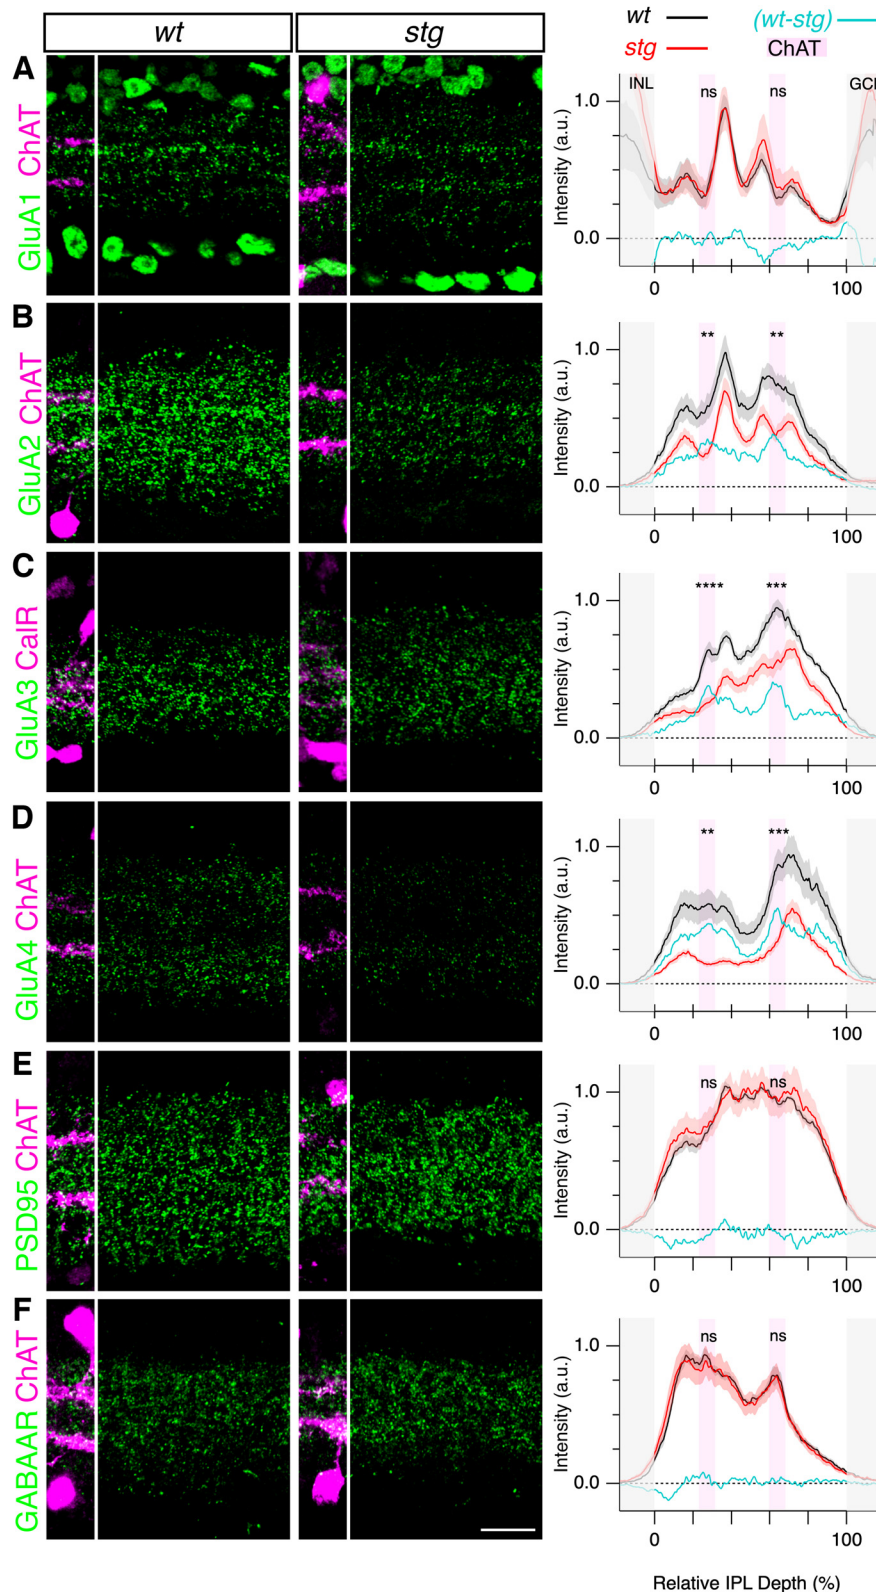 wt stg
wt (wt-stg)
stg ChAT
A
GluA1 ChAT
INL ns ns GCL
Intensity (a.u.)
1.0
0.0
0 100
B
GluA2 ChAT
** **
Intensity (a.u.)
1.0
0.0
0 100
C
GluA3 CalR
**** ***
Intensity (a.u.)
1.0
0.0
0 100
D
GluA4 ChAT
** ***
Intensity (a.u.)
1.0
0.0
0 100
E
PSD95 ChAT
ns ns
Intensity (a.u.)
1.0
0.0
0 100
F
GABAAR ChAT
ns ns
Intensity (a.u.)
1.0
0.0
0 100
Relative IPL Depth (%)